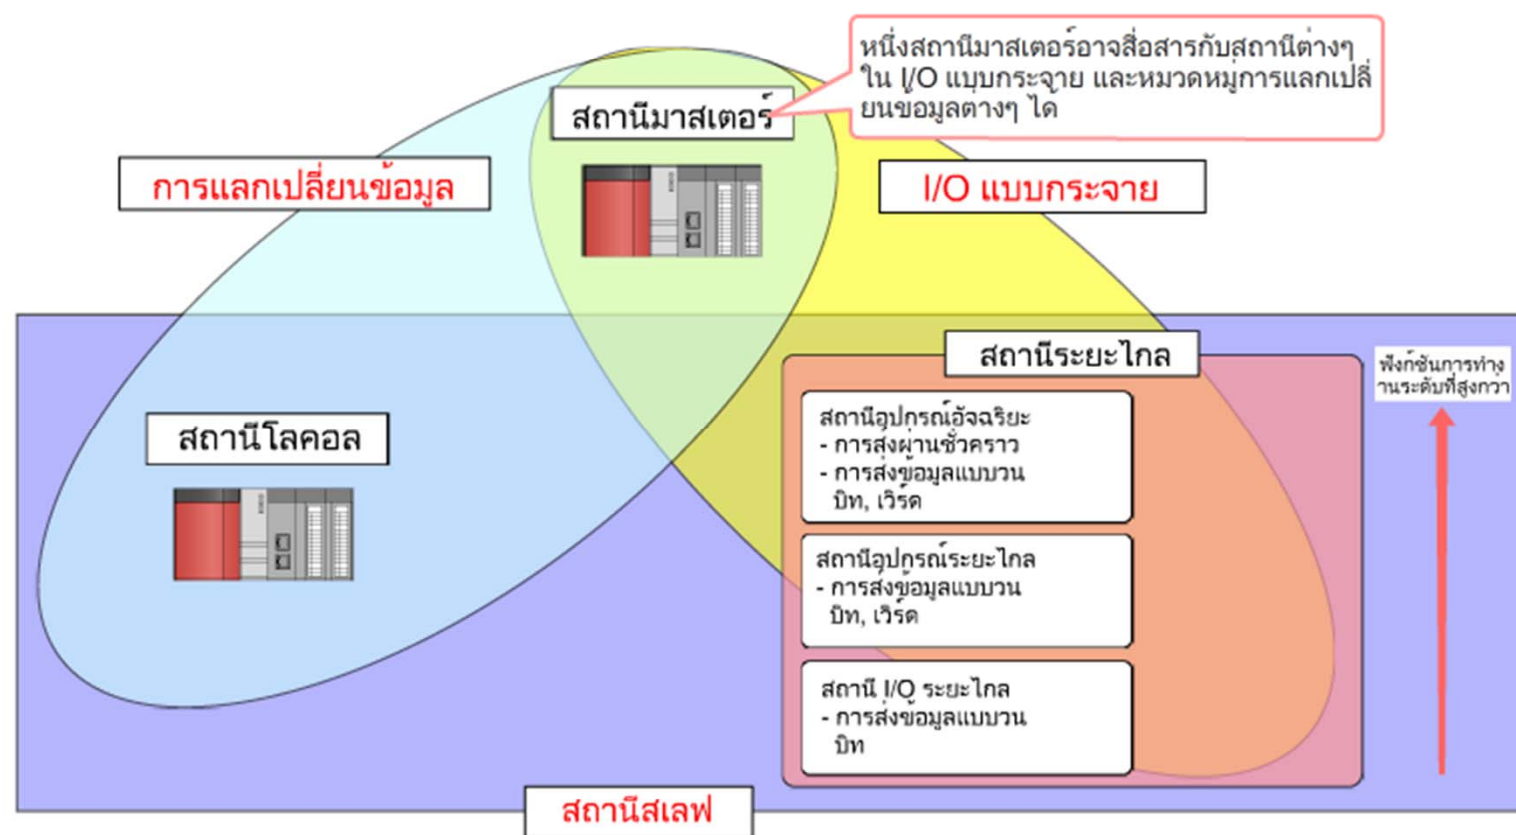 หนึ่งสถานีมาสเตอร์อาจสื่อสารกับสถานีต่างๆ
ใน I/O แบบกระจาย และหมวดหมู่การแลกเปลี่
ยนข้อมูลต่างๆ ได้
สถานีมาสเตอร์
การแลกเปลี่ยนข้อมูล
I/O แบบกระจาย
สถานีระยะไกล
ฟังก์ชันการทำง
านระดับที่สูงกว่า
สถานีโลคอล
สถานีอุปกรณ์อัจฉริยะ
- การส่งผ่านชั่วคราว
- การส่งข้อมูลแบบวน
บิท, เวิร์ด
สถานีอุปกรณ์ระยะไกล
- การส่งข้อมูลแบบวน
บิท, เวิร์ด
สถานี I/O ระยะไกล
- การส่งข้อมูลแบบวน
บิท
สถานีสเลฟ